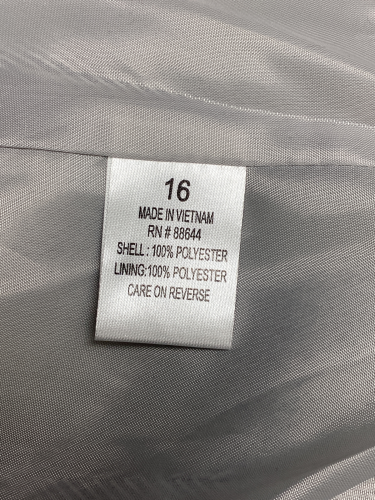 16
MADE IN VIETNAM
RN # 88644
SHELL : 100% POLYESTER
LINING:100% POLYESTER
CARE ON REVERSE